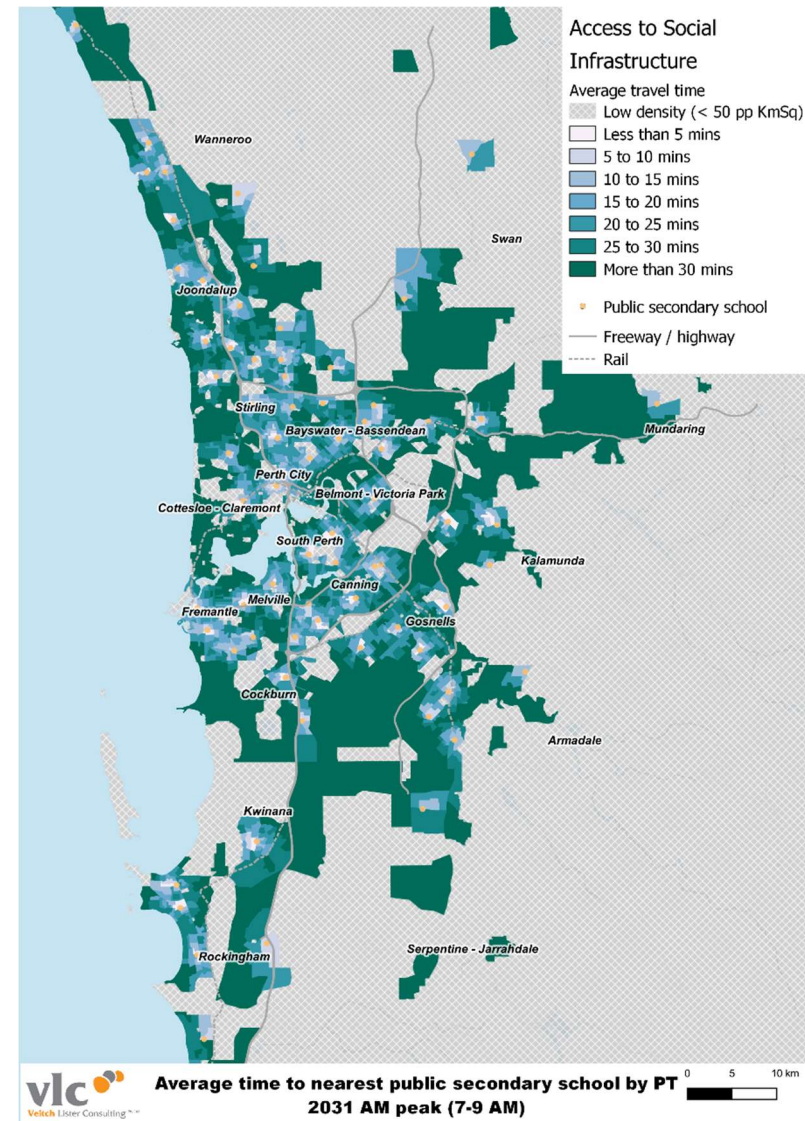 Access to Social
Infrastructure
Average travel time
Low density (< 50 pp KmSq)
Less than 5 mins
5 to 10 mins
10 to 15 mins
15 to 20 mins
20 to 25 mins
25 to 30 mins
More than 30 mins
Public secondary school
Freeway / highway
Rail
Wanneroo
Swan
Joondalup
Stirling
Bayswater - Bassendean
Mundaring
Perth City
Belmont - Victoria Park
Cottesloe - Claremont
South Perth
Kalamunda
Canning
Melville
Fremantle
Gosnells
Cockburn
Armadale
Kwinana
Rockingham
Serpentine - Jarrahdale
vlc
Veitch Lister Consulting
Average time to nearest public secondary school by PT
2031 AM peak (7-9 AM)
0 5 10 km